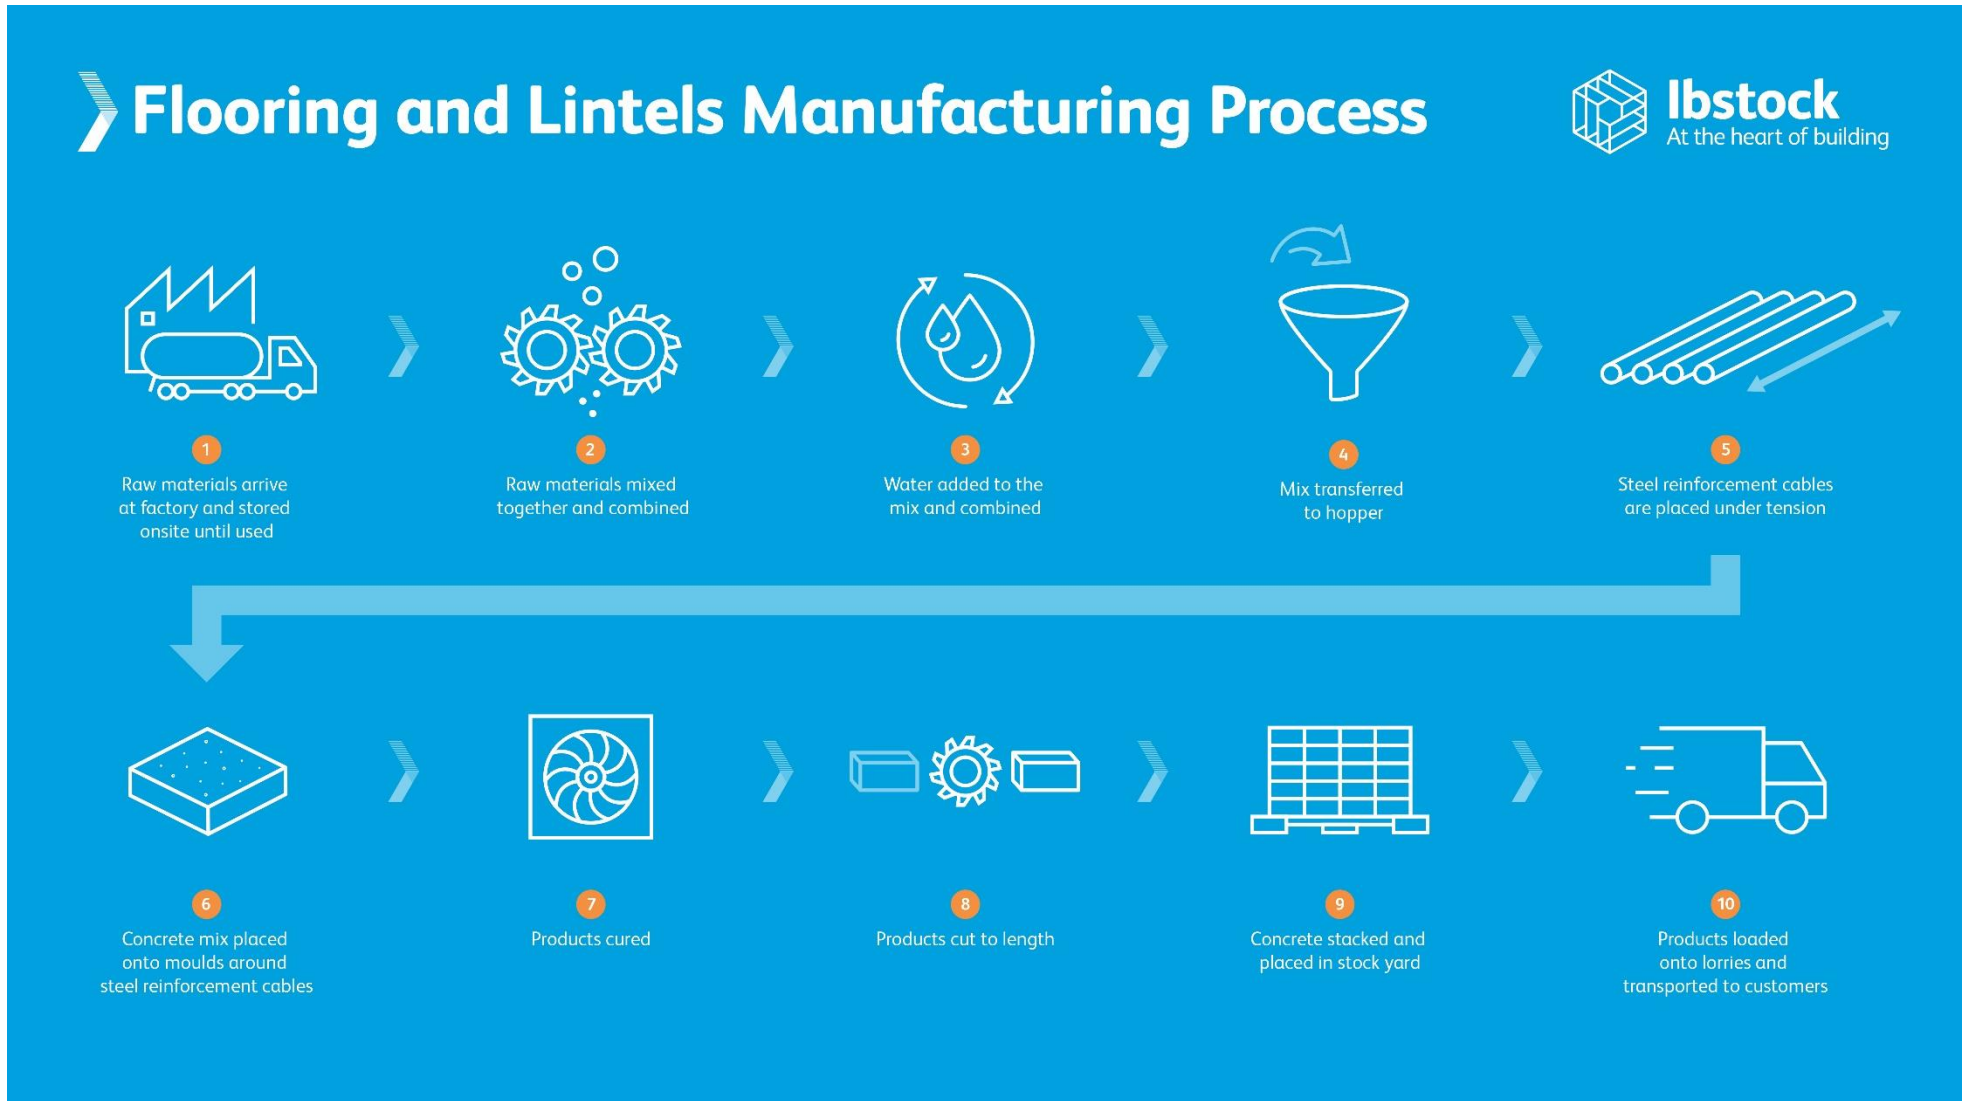 Flooring and Lintels Manufacturing Process
Ibstock
At the heart of building
1
Raw materials arrive
at factory and stored
onsite until used
2
Raw materials mixed
together and combined
3
Water added to the
mix and combined
4
Mix transferred
to hopper
5
Steel reinforcement cables
are placed under tension
6
Concrete mix placed
onto moulds around
steel reinforcement cables
7
Products cured
8
Products cut to length
9
Concrete stacked and
placed in stock yard
10
Products loaded
onto lorries and
transported to customers